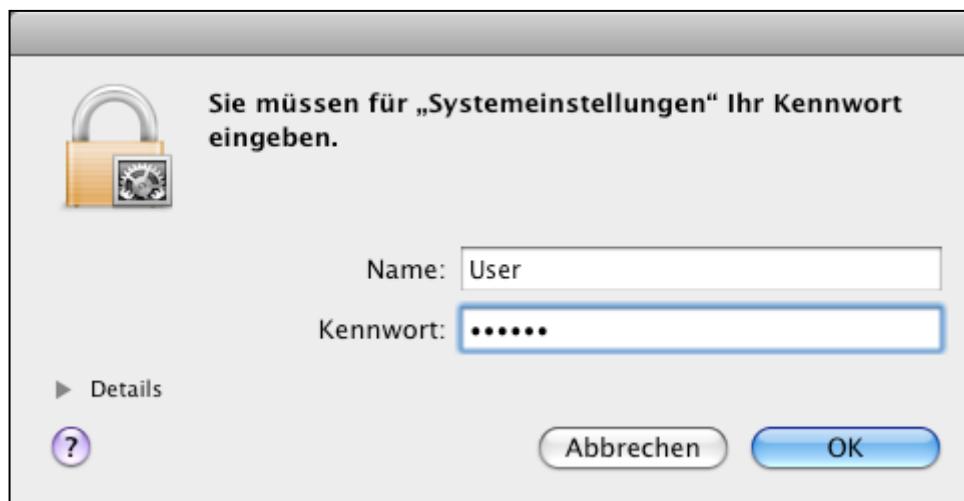 Sie müssen für „Systemeinstellungen“ Ihr Kennwort
eingeben.
Name: User
Kennwort: ••••••
Details
? Abbrechen OK